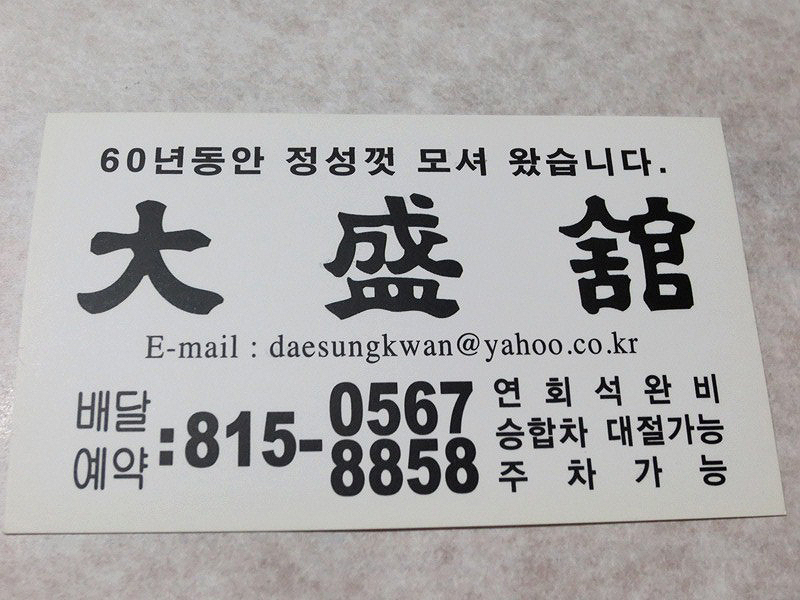 60년동안 정성껏 모셔 왔습니다.
大盛舘
E-mail : daesungkwan@yahoo.co.kr
배달
예약
:815-
0567
8858
연회석완비
승합차 대절가능
주차가능